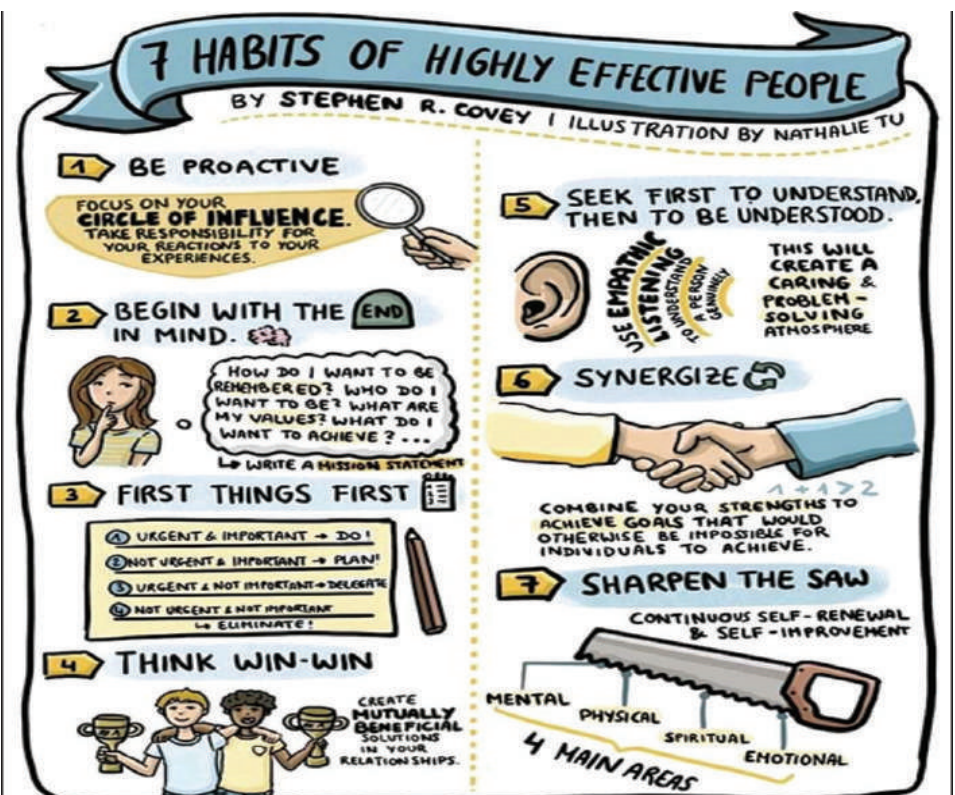 7 HABITS OF HIGHLY EFFECTIVE PEOPLE
BY STEPHEN R. COVEY | ILLUSTRATION BY NATHALIE TU
1 BE PROACTIVE
FOCUS ON YOUR
CIRCLE OF INFLUENCE.
TAKE RESPONSIBILITY FOR
YOUR REACTIONS TO YOUR
EXPERIENCES.
2 BEGIN WITH THE END
IN MIND.
HOW DO I WANT TO BE
REMEMBERED? WHO DO I
WANT TO BE? WHAT ARE
MY VALUES? WHAT DO I
WANT TO ACHIEVE? ...
↳ WRITE A MISSION STATEMENT
3 FIRST THINGS FIRST
1 URGENT & IMPORTANT → DO!
2 NOT URGENT & IMPORTANT → PLAN!
3 URGENT & NOT IMPORTANT → DELEGATE
4 NOT URGENT & NOT IMPORTANT
↳ ELIMINATE!
4 THINK WIN-WIN
#1
#1
CREATE
MUTUALLY
BENEFICIAL
SOLUTIONS
IN YOUR
RELATIONSHIPS.
5 SEEK FIRST TO UNDERSTAND,
THEN TO BE UNDERSTOOD.
USE EMPATHIC
LISTENING
TO UNDERSTAND
A PERSON
GENUINELY
THIS WILL
CREATE A
CARING &
PROBLEM-
SOLVING
ATMOSPHERE
6 SYNERGIZE
1+1>2
COMBINE YOUR STRENGTHS TO
ACHIEVE GOALS THAT WOULD
OTHERWISE BE IMPOSSIBLE FOR
INDIVIDUALS TO ACHIEVE.
7 SHARPEN THE SAW
CONTINUOUS SELF-RENEWAL
& SELF-IMPROVEMENT
MENTAL
PHYSICAL
SPIRITUAL
EMOTIONAL
4 MAIN AREAS